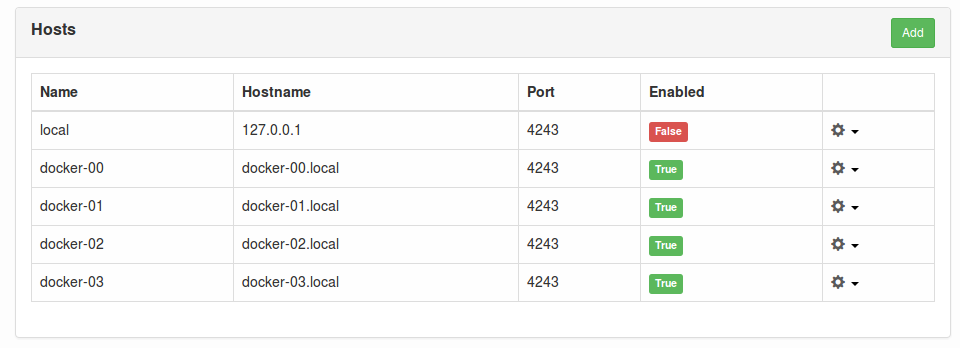 Hosts
Add
Name Hostname Port Enabled
local 127.0.0.1 4243 False
docker-00 docker-00.local 4243 True
docker-01 docker-01.local 4243 True
docker-02 docker-02.local 4243 True
docker-03 docker-03.local 4243 True